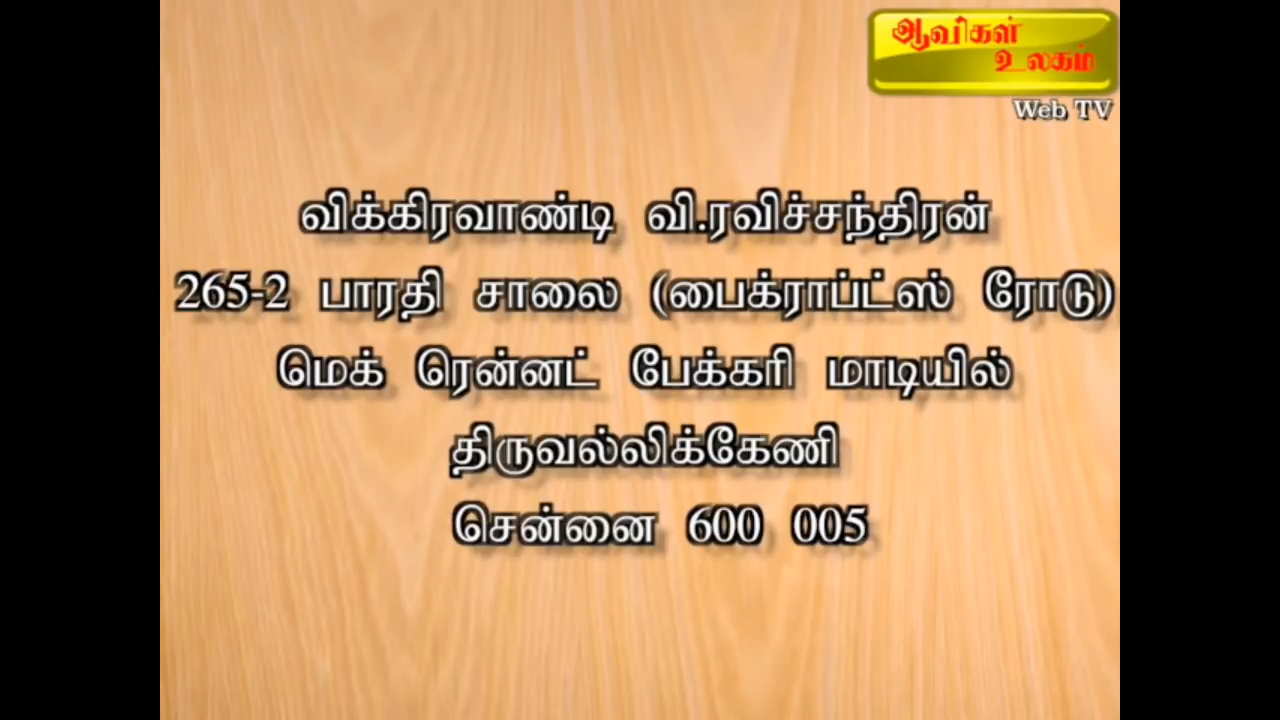 ஆவிகள்
உலகம்
Web TV
விக்கிரவாண்டி வி.ரவிச்சந்திரன்
265-2 பாரதி சாலை (பைக்ராப்ட்ஸ் ரோடு)
மெக் ரென்னட் பேக்கரி மாடியில்
திருவல்லிக்கேணி
சென்னை 600 005